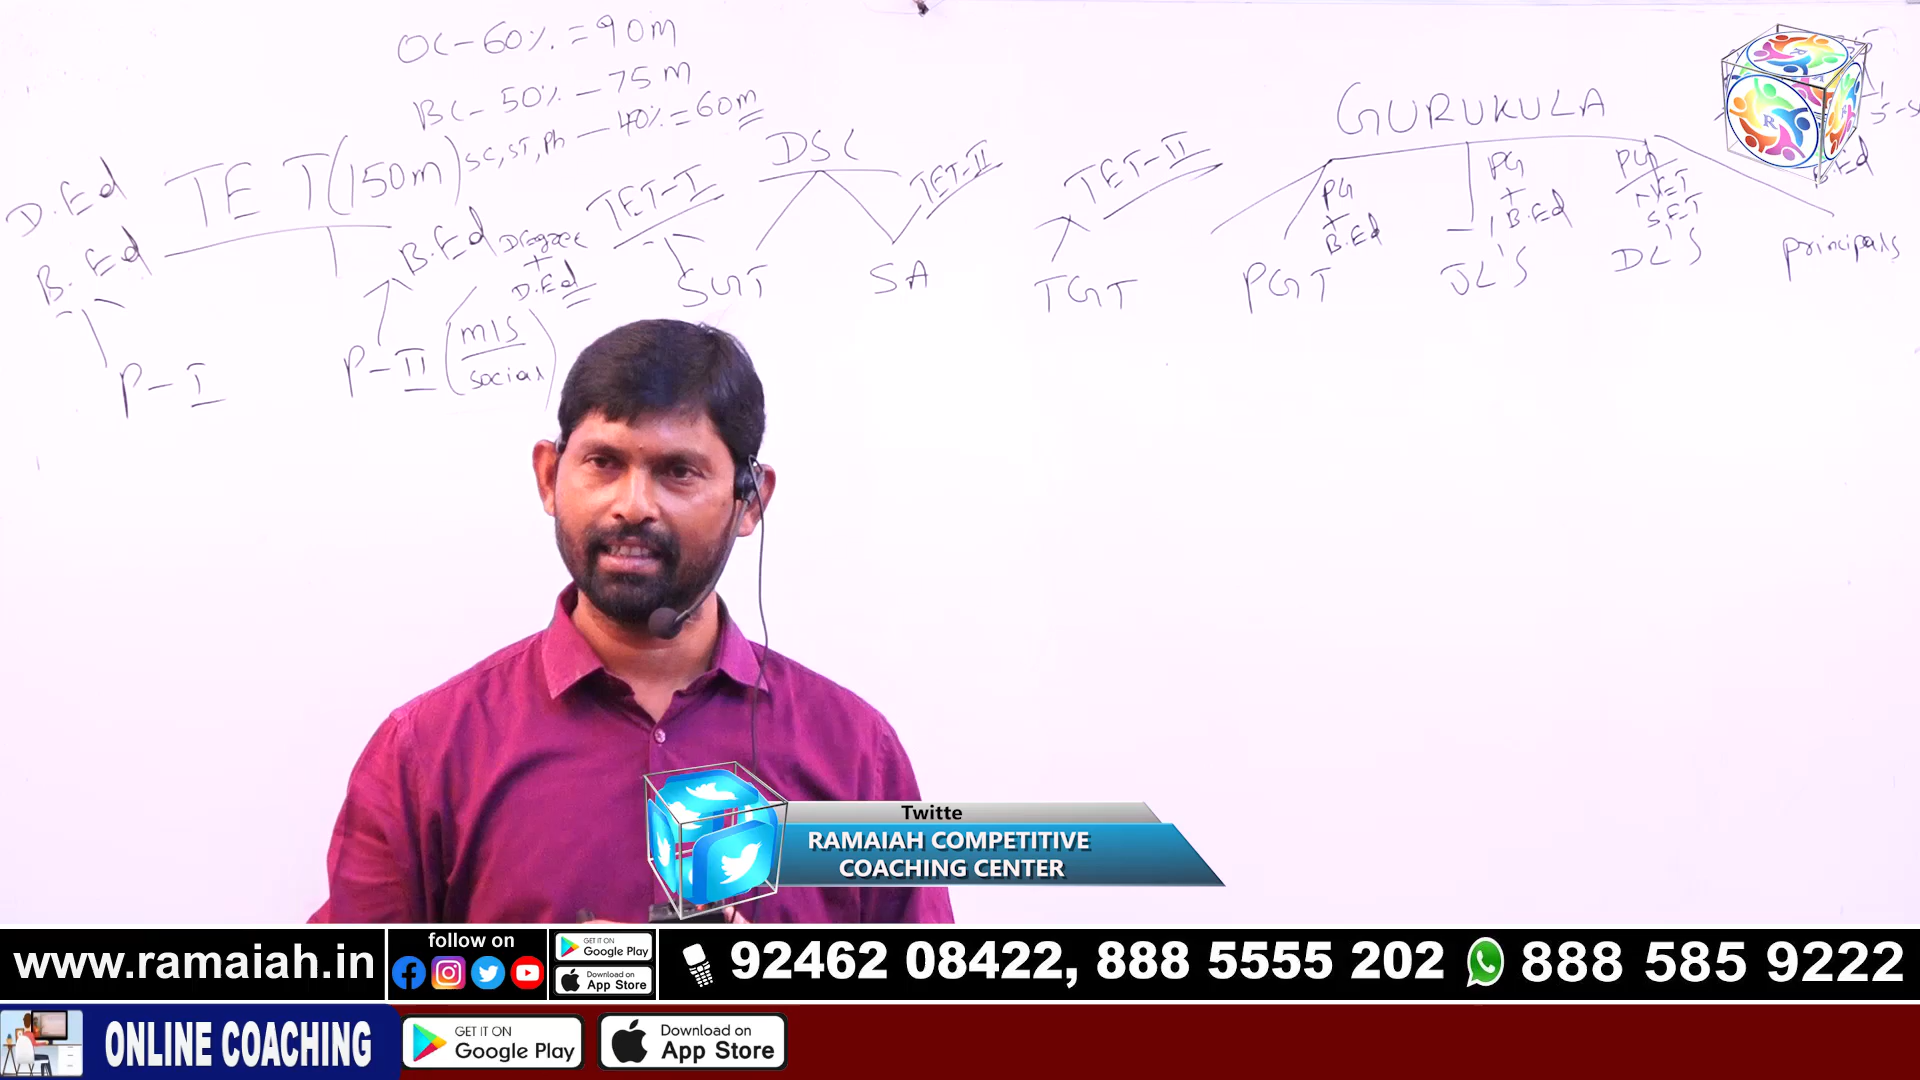 OC - 60% = 90m
BC - 50% - 75m
SC, ST, Ph - 40% = 60m
D.Ed
B.Ed
TET (150m)
P-I
B.Ed
Degree
+
D.Ed
P-II (M/S
social)
DSC
TET-I
TET-II
SGT
SA
TET-II
TGT
GURUKULA
PG
+
B.Ed
PGT
PG
+
B.Ed
JL'S
PG
NET
SET
DL'S
B.Ed
principals
R
Twitte
RAMAIAH COMPETITIVE
COACHING CENTER
www.ramaiah.in
follow on
GET IT ON
Google Play
Download on
App Store
92462 08422, 888 5555 202
888 585 9222
ONLINE COACHING
GET IT ON
Google Play
Download on
App Store